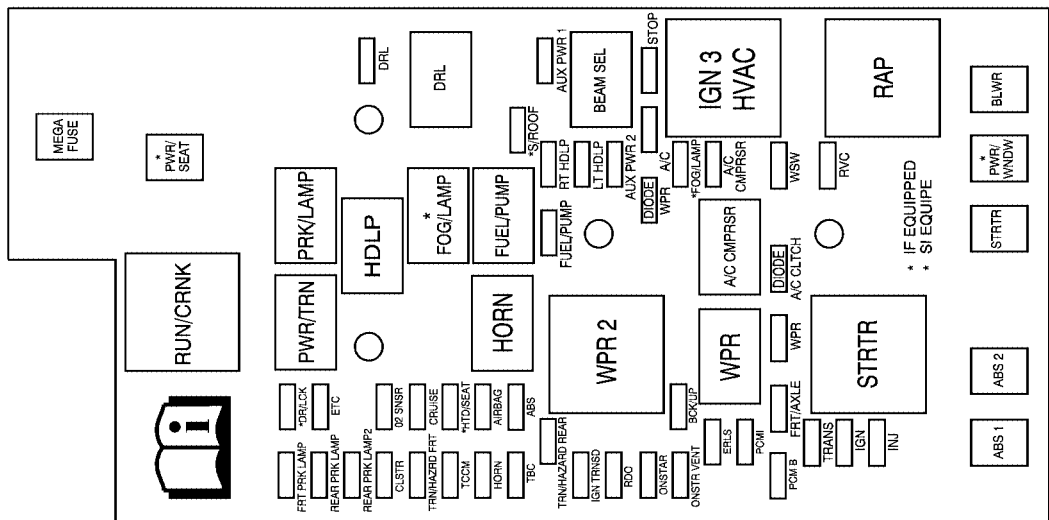 MEGA
FUSE
*
PWR/
SEAT
DRL
DRL
AUX PWR 1
*S/ROOF
BEAM SEL
STOP
IGN 3
HVAC
RAP
BLWR
PRK/LAMP
HDLP
*
FOG/LAMP
FUEL/PUMP
RT HDLP
LT HDLP
AUX PWR 2
FUEL/PUMP
DIODE
WPR
A/C
*FOG/LAMP
A/C
CMPRSR
WSW
RVC
*
PWR/
WNDW
RUN/CRNK
PWR/TRN
HORN
WPR 2
A/C CMPRSR
DIODE
A/C CLTCH
* IF EQUIPPED
* SI EQUIPE
STRTR
WPR
WPR
STRTR
i
*DR/LCK
ETC
02 SNSR
CRUISE
*HTD/SEAT
AIRBAG
ABS
BCK/UP
FRT/AXLE
ABS 2
FRT PRK LAMP
REAR PRK LAMP
REAR PRK LAMP2
CLSTR
TRN/HAZRD FRT
TCCM
HORN
TBC
TRN/HAZARD REAR
IGN TRNSD
RDO
ONSTAR
ONSTR VENT
ERLS
PCMI
PCM B
TRANS
IGN
INJ
ABS 1